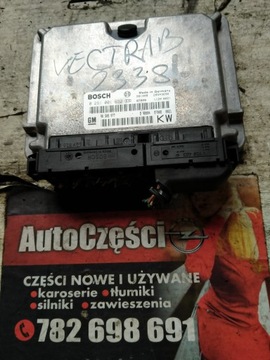 VECTRA B
2338
BOSCH
GM
KW
AutoCzęści
CZĘŚCI NOWE I UŻYWANE
•karoserie •tłumiki
•silniki •zawieszenia
782 698 691